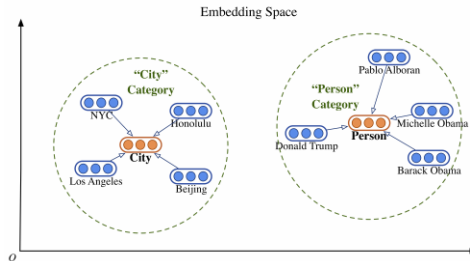 Embedding Space
“City”
Category
NYC
Honolulu
City
Los Angeles
Beijing
Pablo Alboran
“Person”
Category
Michelle Obama
Donald Trump
Person
Barack Obama
O